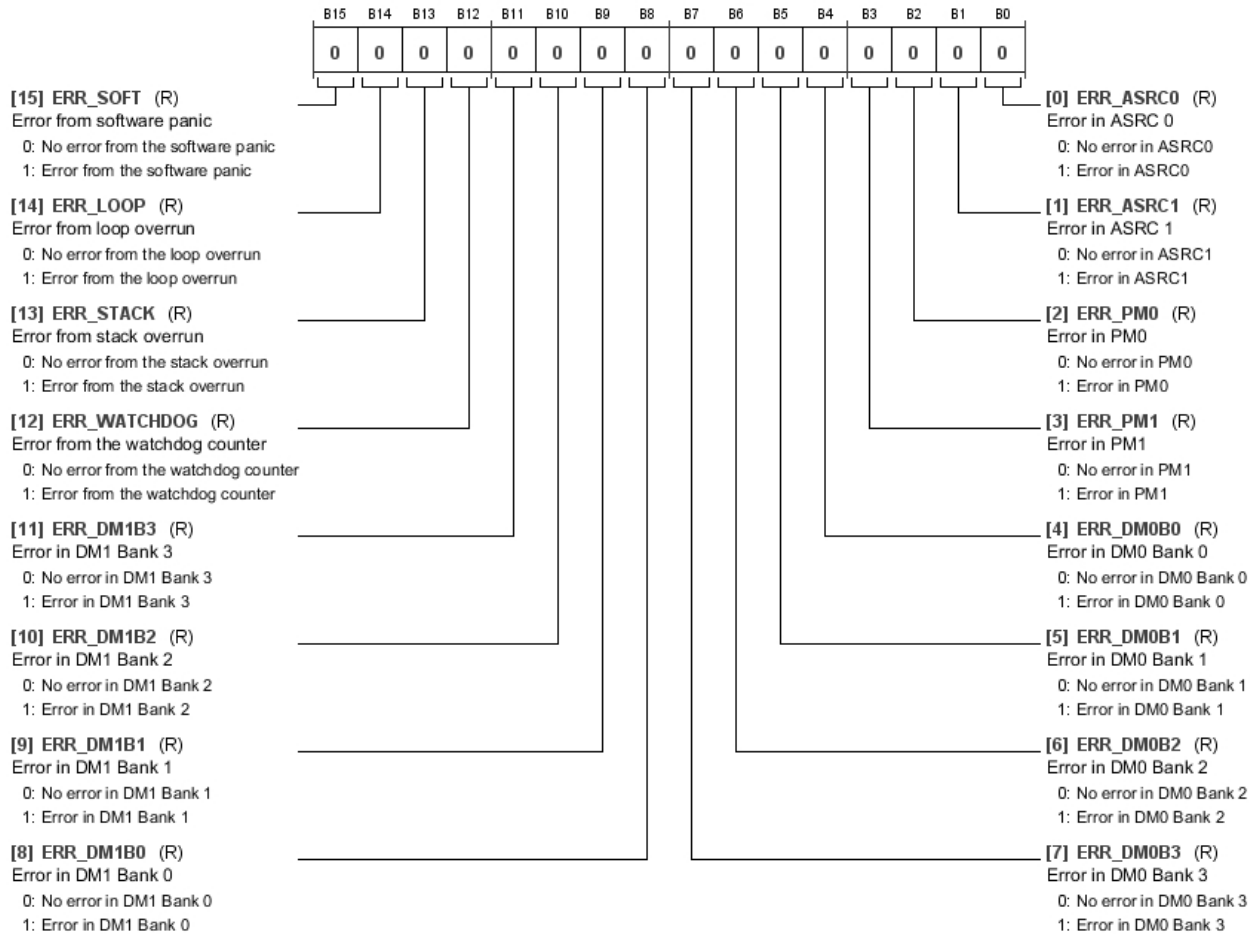 B15 B14 B13 B12 B11 B10 B9 B8 B7 B6 B5 B4 B3 B2 B1 B0
0 0 0 0 0 0 0 0 0 0 0 0 0 0 0 0
[15] ERR_SOFT (R)
Error from software panic
0: No error from the software panic
1: Error from the software panic
[14] ERR_LOOP (R)
Error from loop overrun
0: No error from the loop overrun
1: Error from the loop overrun
[13] ERR_STACK (R)
Error from stack overrun
0: No error from the stack overrun
1: Error from the stack overrun
[12] ERR_WATCHDOG (R)
Error from the watchdog counter
0: No error from the watchdog counter
1: Error from the watchdog counter
[11] ERR_DM1B3 (R)
Error in DM1 Bank 3
0: No error in DM1 Bank 3
1: Error in DM1 Bank 3
[10] ERR_DM1B2 (R)
Error in DM1 Bank 2
0: No error in DM1 Bank 2
1: Error in DM1 Bank 2
[9] ERR_DM1B1 (R)
Error in DM1 Bank 1
0: No error in DM1 Bank 1
1: Error in DM1 Bank 1
[8] ERR_DM1B0 (R)
Error in DM1 Bank 0
0: No error in DM1 Bank 0
1: Error in DM1 Bank 0
[0] ERR_ASRC0 (R)
Error in ASRC 0
0: No error in ASRC0
1: Error in ASRC0
[1] ERR_ASRC1 (R)
Error in ASRC 1
0: No error in ASRC1
1: Error in ASRC1
[2] ERR_PM0 (R)
Error in PM0
0: No error in PM0
1: Error in PM0
[3] ERR_PM1 (R)
Error in PM1
0: No error in PM1
1: Error in PM1
[4] ERR_DM0B0 (R)
Error in DM0 Bank 0
0: No error in DM0 Bank 0
1: Error in DM0 Bank 0
[5] ERR_DM0B1 (R)
Error in DM0 Bank 1
0: No error in DM0 Bank 1
1: Error in DM0 Bank 1
[6] ERR_DM0B2 (R)
Error in DM0 Bank 2
0: No error in DM0 Bank 2
1: Error in DM0 Bank 2
[7] ERR_DM0B3 (R)
Error in DM0 Bank 3
0: No error in DM0 Bank 3
1: Error in DM0 Bank 3